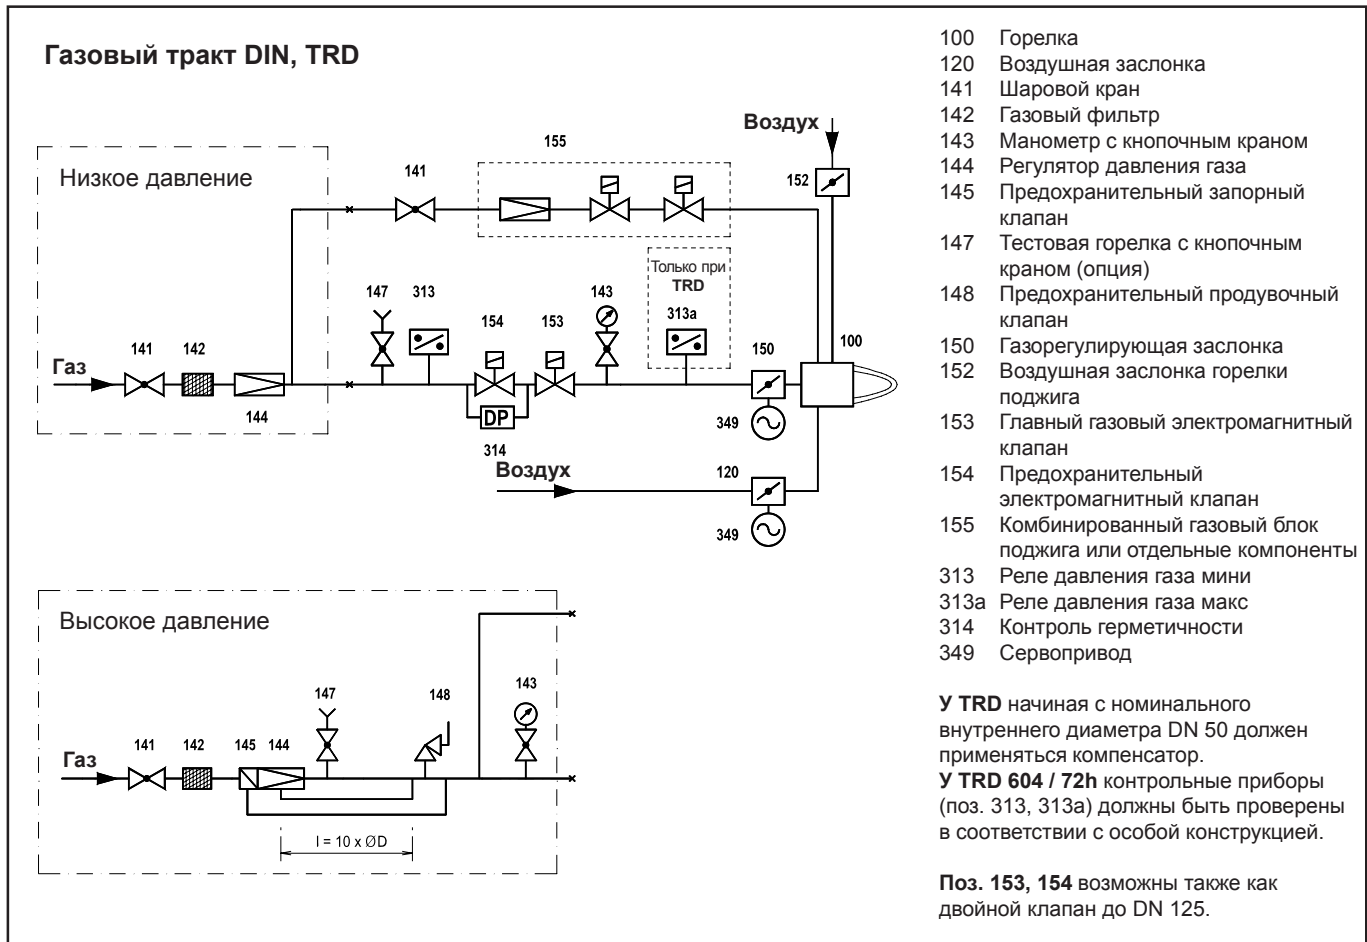 Газовый тракт DIN, TRD
Воздух
155
Низкое давление
141
152
Только при
TRD
147
313
143
313a
154
153
150
100
Газ
141
142
144
DP
349
314
Воздух
120
349
Высокое давление
147
148
143
Газ
141
142
145
144
l = 10 x ØD
100 Горелка
120 Воздушная заслонка
141 Шаровой кран
142 Газовый фильтр
143 Манометр с кнопочным краном
144 Регулятор давления газа
145 Предохранительный запорный
клапан
147 Тестовая горелка с кнопочным
краном (опция)
148 Предохранительный продувочный
клапан
150 Газорегулирующая заслонка
152 Воздушная заслонка горелки
поджига
153 Главный газовый электромагнитный
клапан
154 Предохранительный
электромагнитный клапан
155 Комбинированный газовый блок
поджига или отдельные компоненты
313 Реле давления газа мини
313a Реле давления газа макс
314 Контроль герметичности
349 Сервопривод
У TRD начиная с номинального
внутреннего диаметра DN 50 должен
применяться компенсатор.
У TRD 604 / 72h контрольные приборы
(поз. 313, 313a) должны быть проверены
в соответствии с особой конструкцией.
Поз. 153, 154 возможны также как
двойной клапан до DN 125.